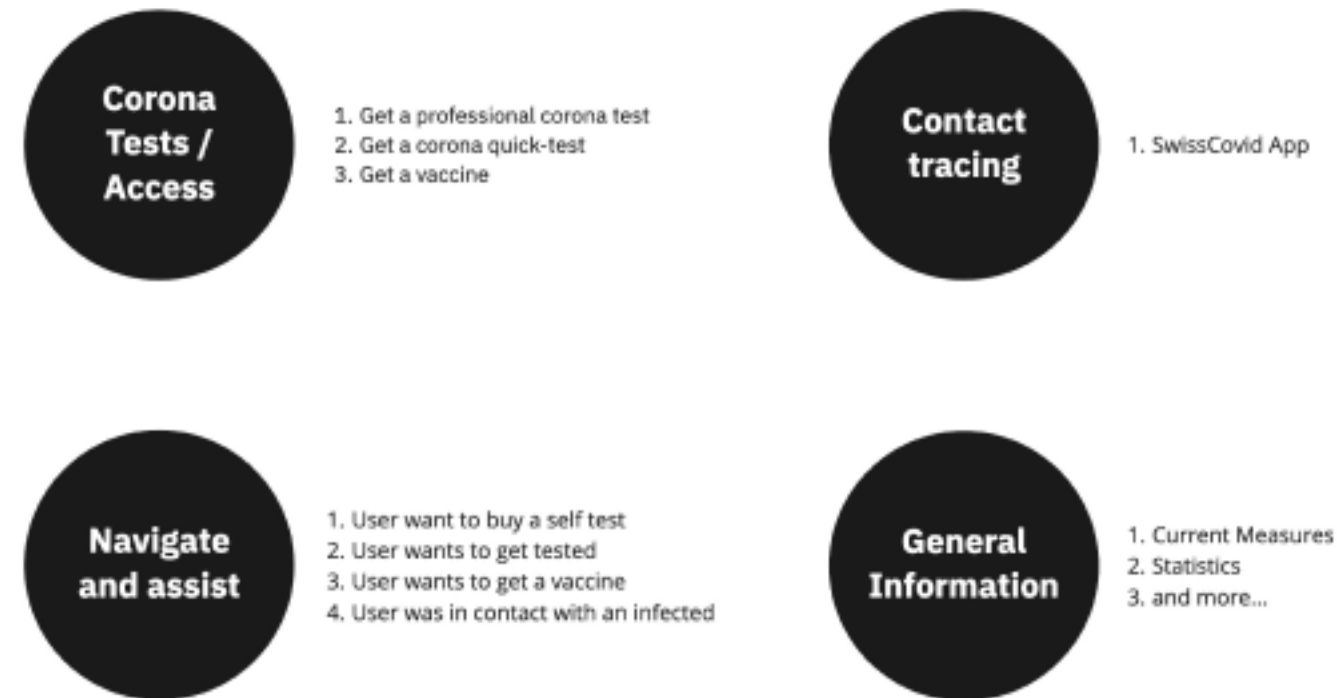 Corona
Tests /
Access
1. Get a professional corona test
2. Get a corona quick-test
3. Get a vaccine
Contact
tracing
1. SwissCovid App
Navigate
and assist
1. User want to buy a self test
2. User wants to get tested
3. User wants to get a vaccine
4. User was in contact with an infected
General
Information
1. Current Measures
2. Statistics
3. and more...